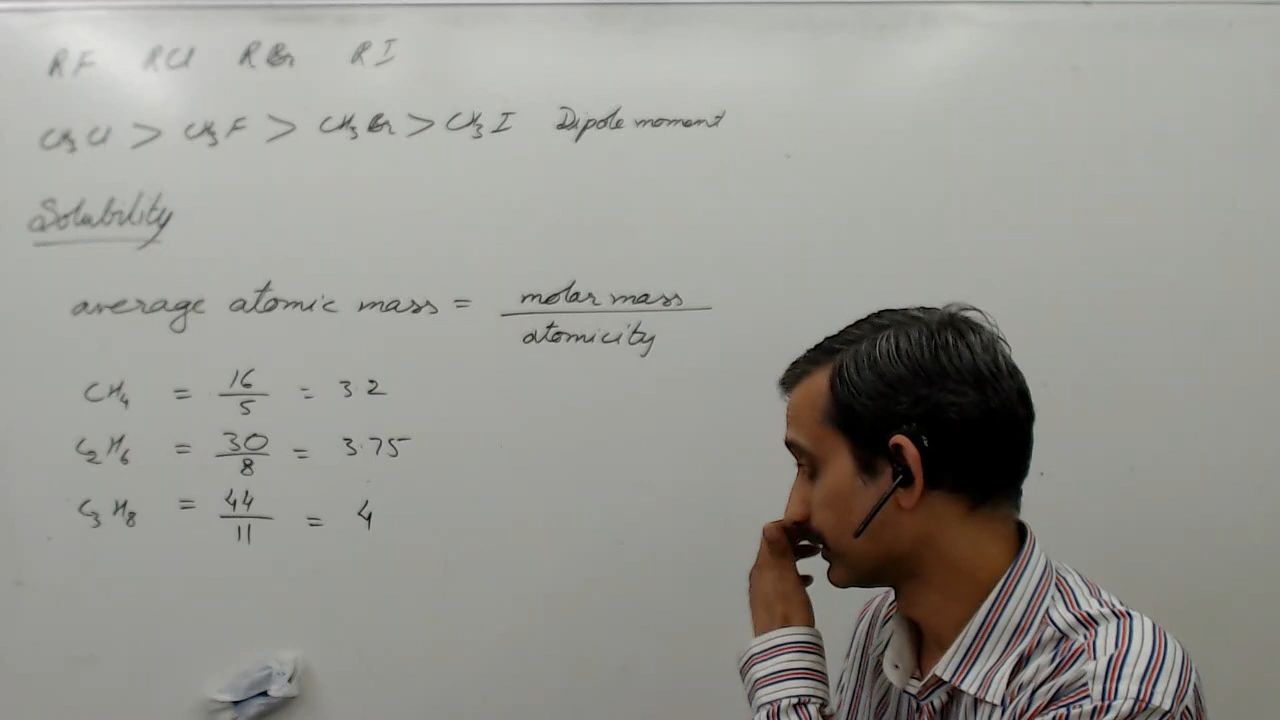 RF RCl RBr RI
CH₃Cl > CH₃F > CH₃Br > CH₃I Dipole moment
Solubility
average atomic mass = molar mass / atomicity
CH₄ = 16/5 = 3.2
C₂H₆ = 30/8 = 3.75
C₃H₈ = 44/11 = 4